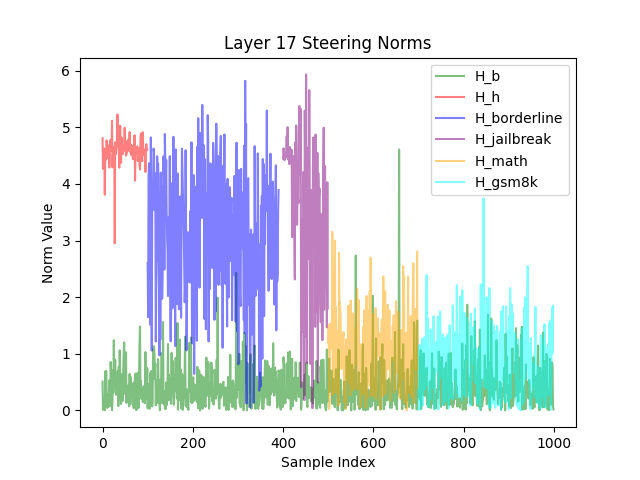 Layer 17 Steering Norms
Norm Value
6
5
4
3
2
1
0
0
200
400
600
800
1000
Sample Index
H_b
H_h
H_borderline
H_jailbreak
H_math
H_gsm8k